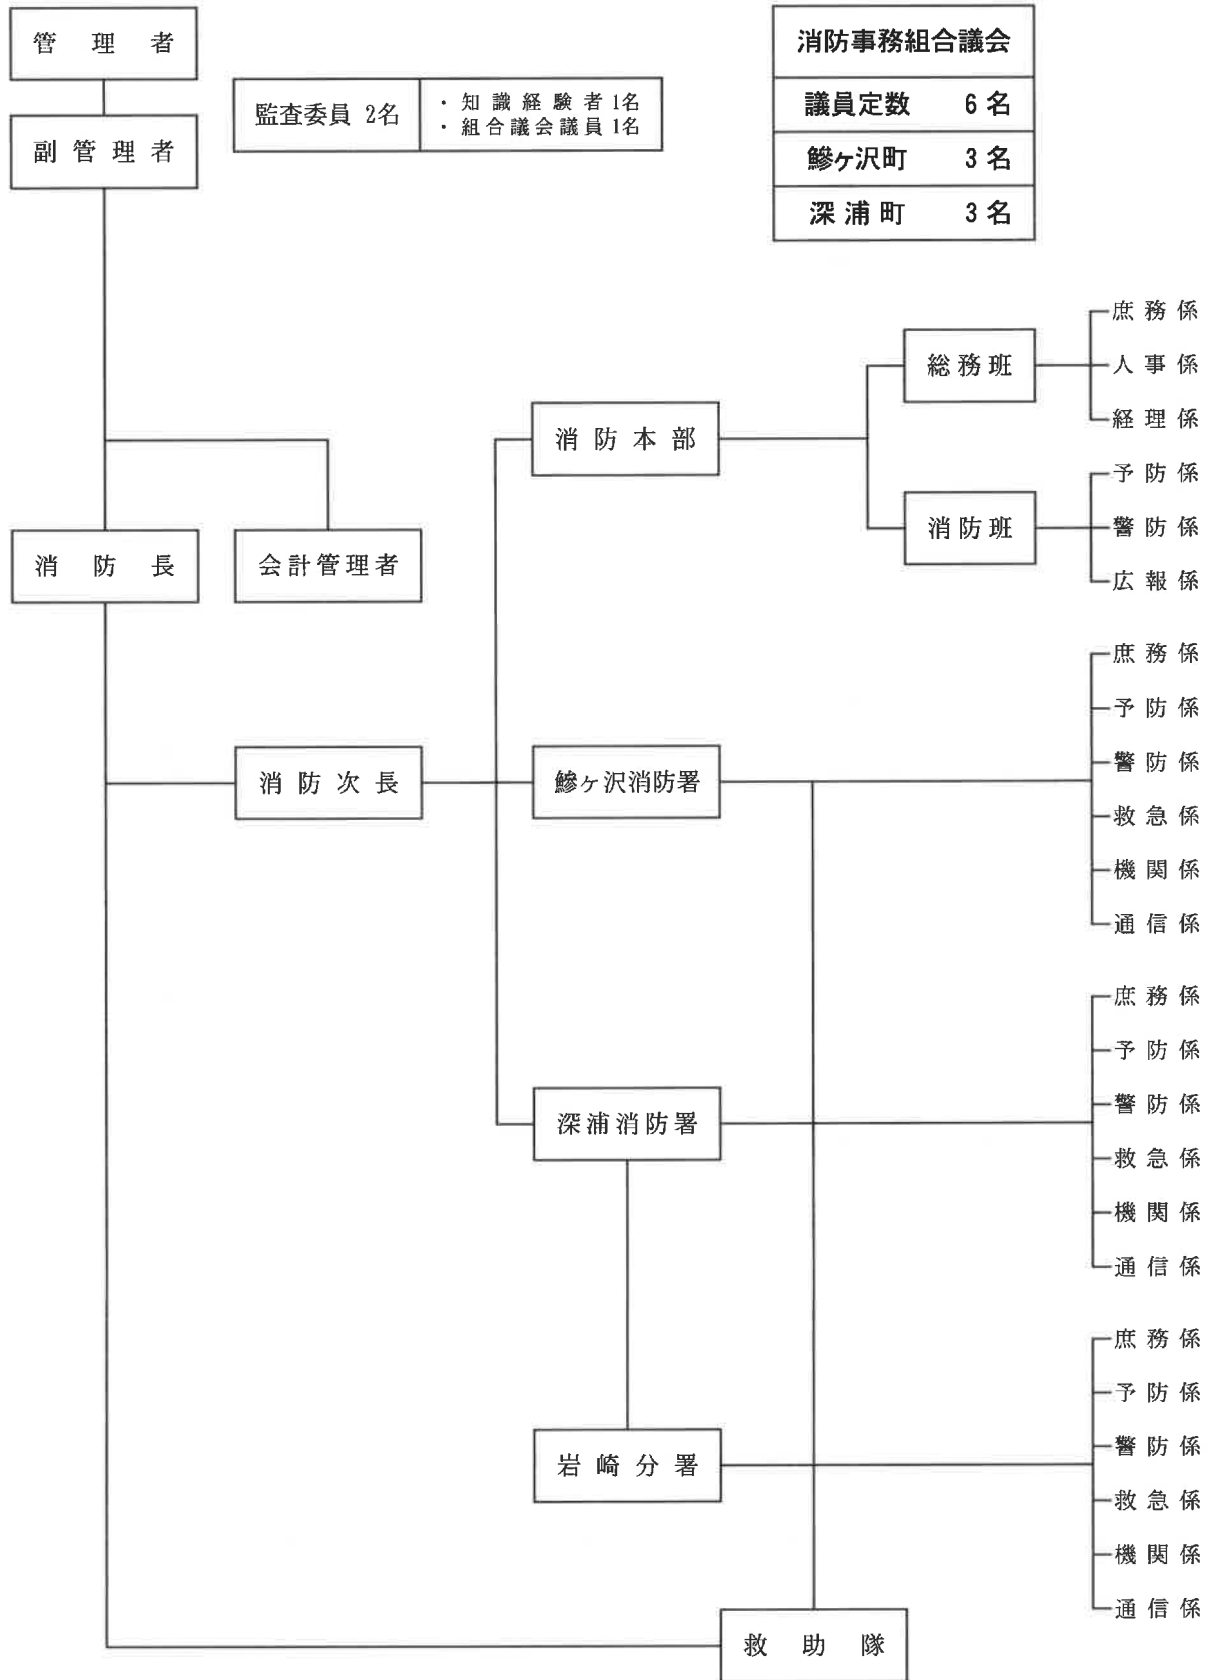 管理者
副管理者
監査委員 2名
・知識経験者1名
・組合議会議員1名
消防事務組合議会
議員定数 6名
鰺ヶ沢町 3名
深浦町 3名
消防長
会計管理者
消防次長
消防本部
総務班
庶務係
人事係
経理係
消防班
予防係
警防係
広報係
鰺ヶ沢消防署
庶務係
予防係
警防係
救急係
機関係
通信係
深浦消防署
庶務係
予防係
警防係
救急係
機関係
通信係
岩崎分署
庶務係
予防係
警防係
救急係
機関係
通信係
救助隊